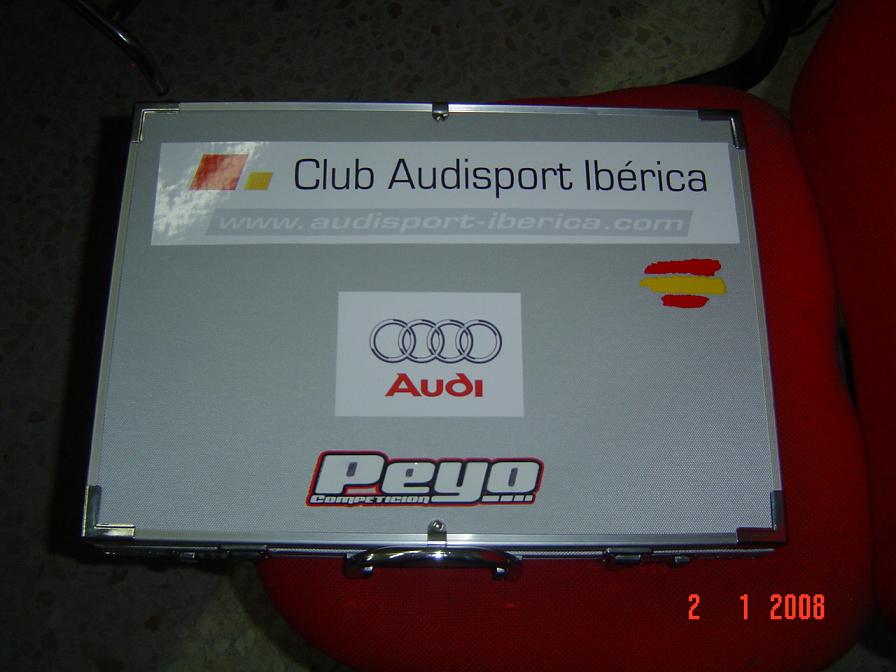 Club Audisport Ibérica
www.audisport-iberica.com
Audi
Peyo
COMPETICION
2 1 2008